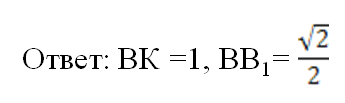 Ответ: ВК =1, ВВ₁= √2/2